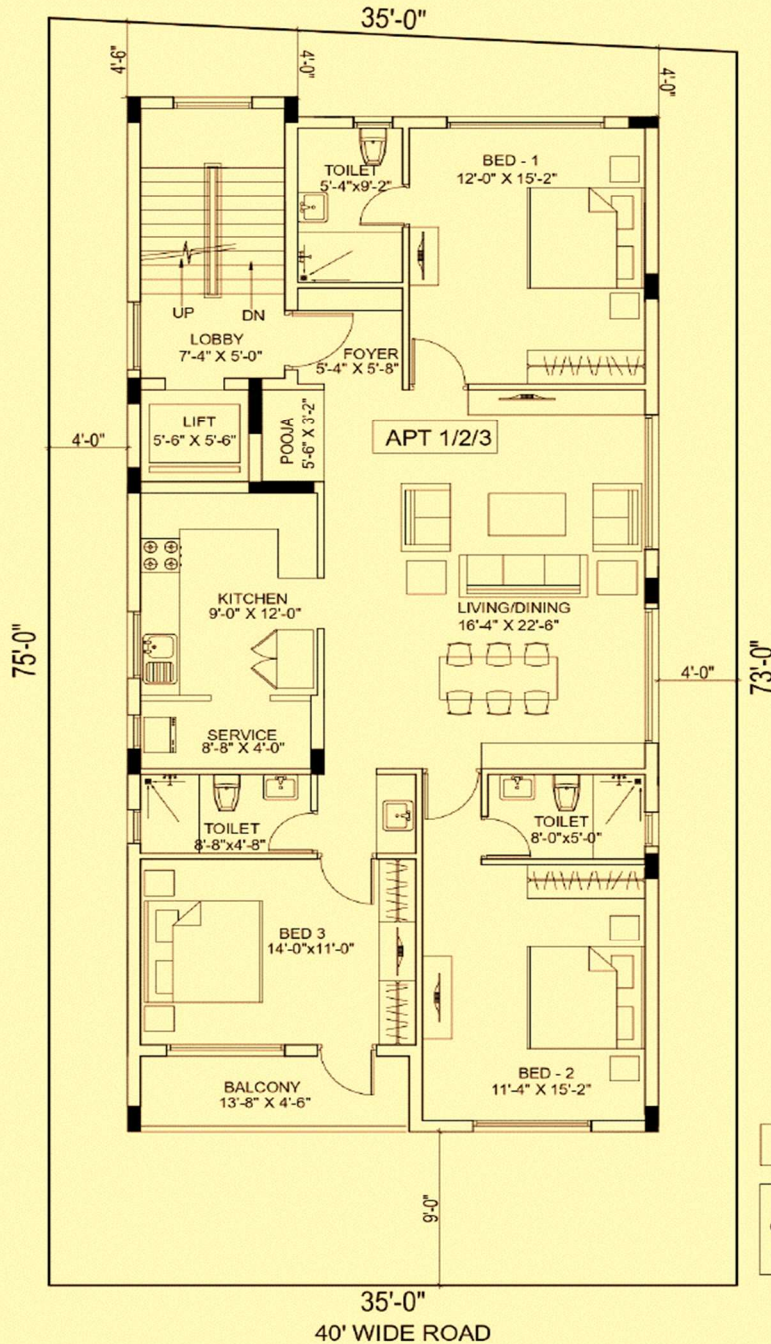 35'-0"
4'-6"
4'-0"
4'-0"
TOILET
5'-4"x9'-2"
BED - 1
12'-0" X 15'-2"
UP
DN
LOBBY
7'-4" X 5'-0"
FOYER
5'-4" X 5'-8"
LIFT
5'-6" X 5'-6"
POOJA
5'-6" X 3'-2"
APT 1/2/3
4'-0"
KITCHEN
9'-0" X 12'-0"
LIVING/DINING
16'-4" X 22'-6"
75'-0"
73'-0"
4'-0"
SERVICE
8'-8" X 4'-0"
TOILET
8'-8"x4'-8"
TOILET
8'-0"x5'-0"
BED 3
14'-0"x11'-0"
BED - 2
11'-4" X 15'-2"
BALCONY
13'-8" X 4'-6"
9'-0"
35'-0"
40' WIDE ROAD